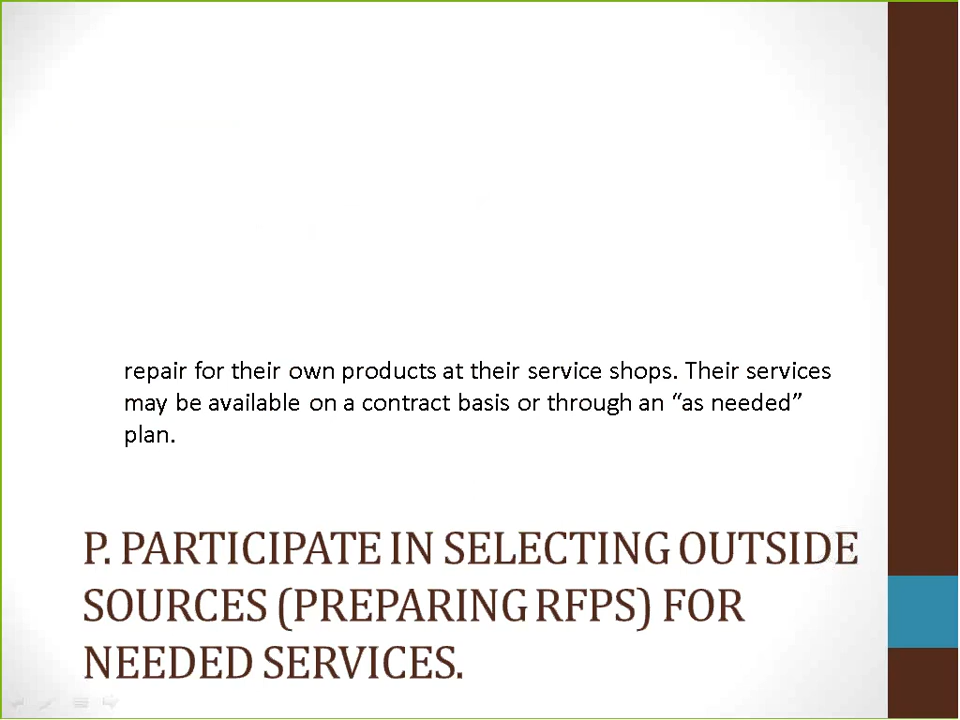 repair for their own products at their service shops. Their services
may be available on a contract basis or through an “as needed”
plan.
P. PARTICIPATE IN SELECTING OUTSIDE
SOURCES (PREPARING RFPS) FOR
NEEDED SERVICES.